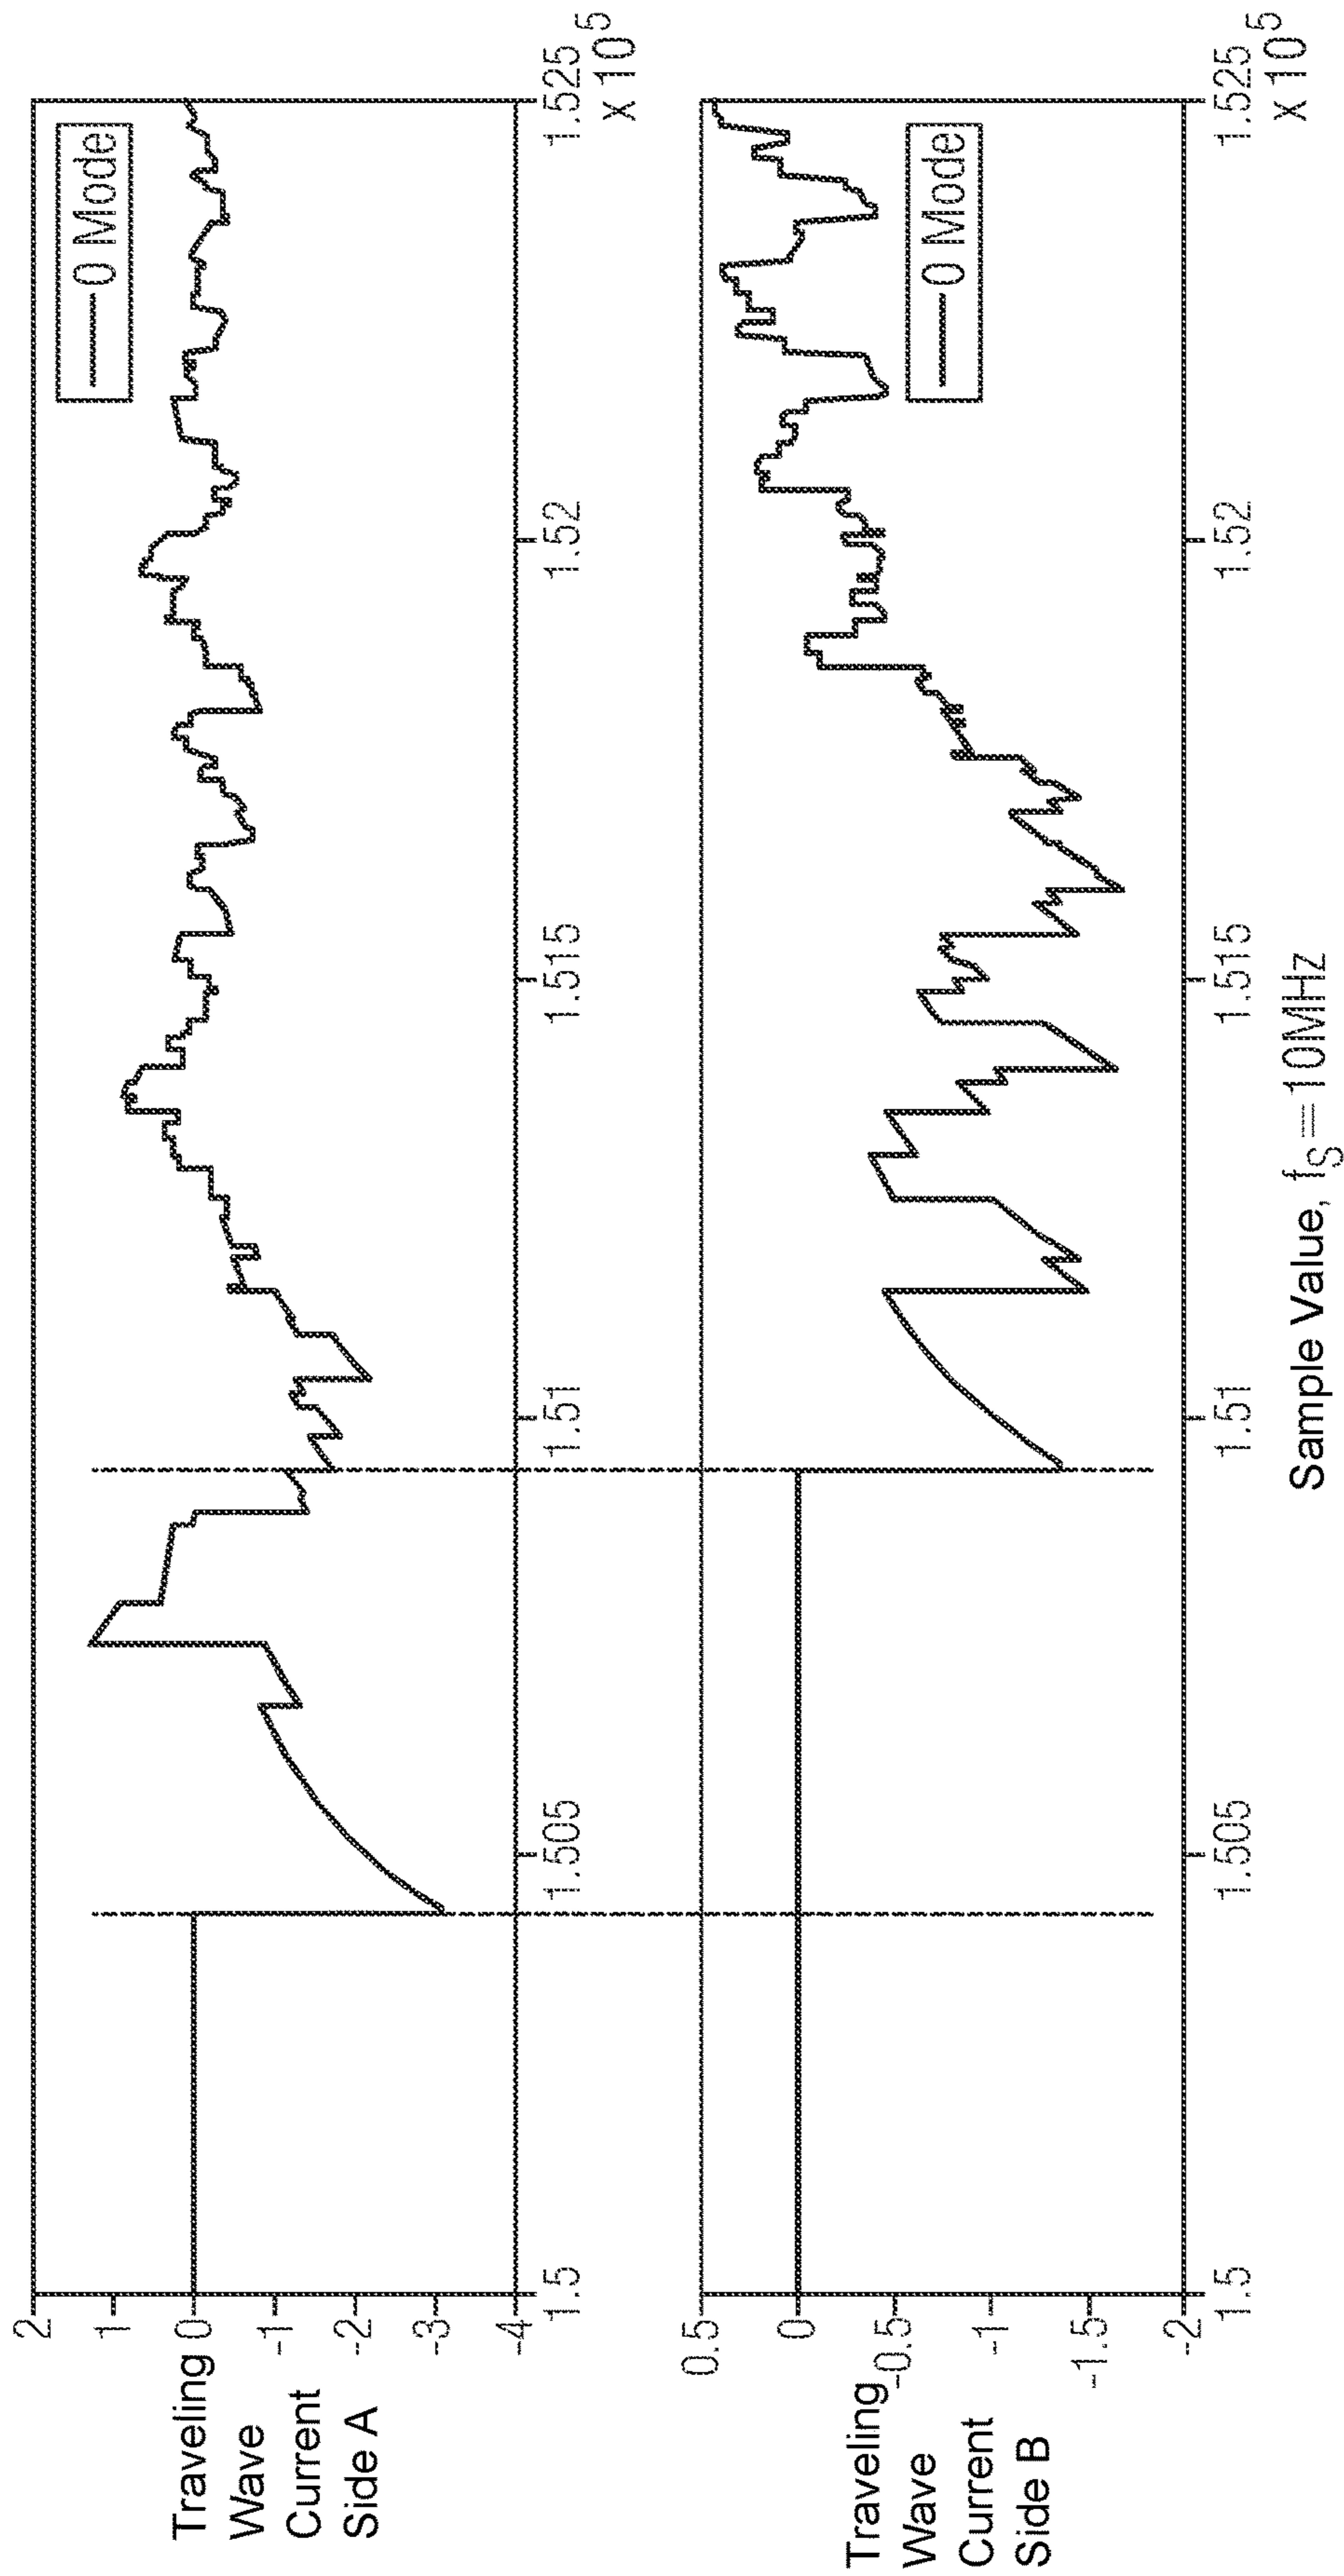 Traveling
Wave
Current
Side A
2
1
0
-1
-2
-3
-4
0 Mode
1.5
1.505
1.51
1.515
1.52
1.525
x 10^5
Traveling
Wave
Current
Side B
0.5
0
-0.5
-1
-1.5
-2
0 Mode
1.5
1.505
1.51
1.515
1.52
1.525
x 10^5
Sample Value, fS=10MHz